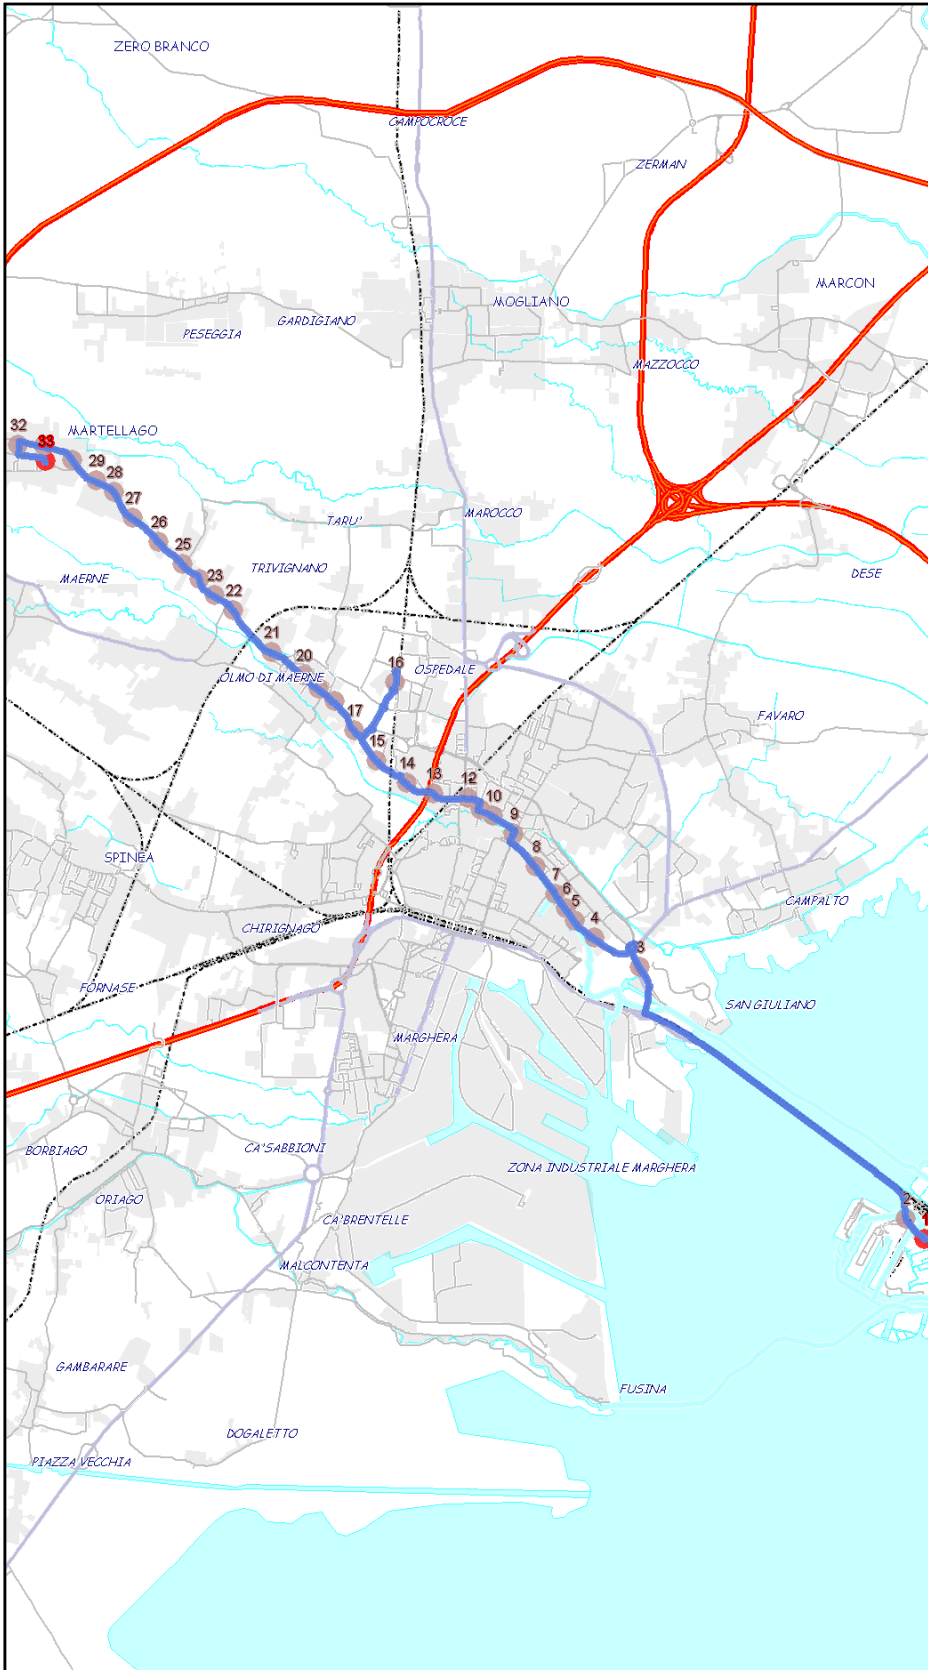 ZERO BRANCO
CAMPOCROCE
ZERMAN
MARCON
MOGLIANO
GARDIGIANO
PESEGGIA
MAZZOCCO
32
MARTELLAGO
33
29
28
27
26
25
TARU'
MAROCCO
TRIVIGNANO
MAERNE
DESE
23
22
21
20
16
OSPEDALE
OLMO DI MAERNE
17
FAVARO
15
14
13
12
10
9
8
7
6
5
4
3
SPINEA
CAMPALTO
CHIRIGNAGO
FORNASE
SAN GIULIANO
MARGHERA
BORBIAGO
CA'SABBIONI
ZONA INDUSTRIALE MARGHERA
ORIAGO
2
1
CA'BRENTELLE
MALCONTENTA
GAMBARARE
FUSINA
DOGALETTO
PIAZZA VECCHIA